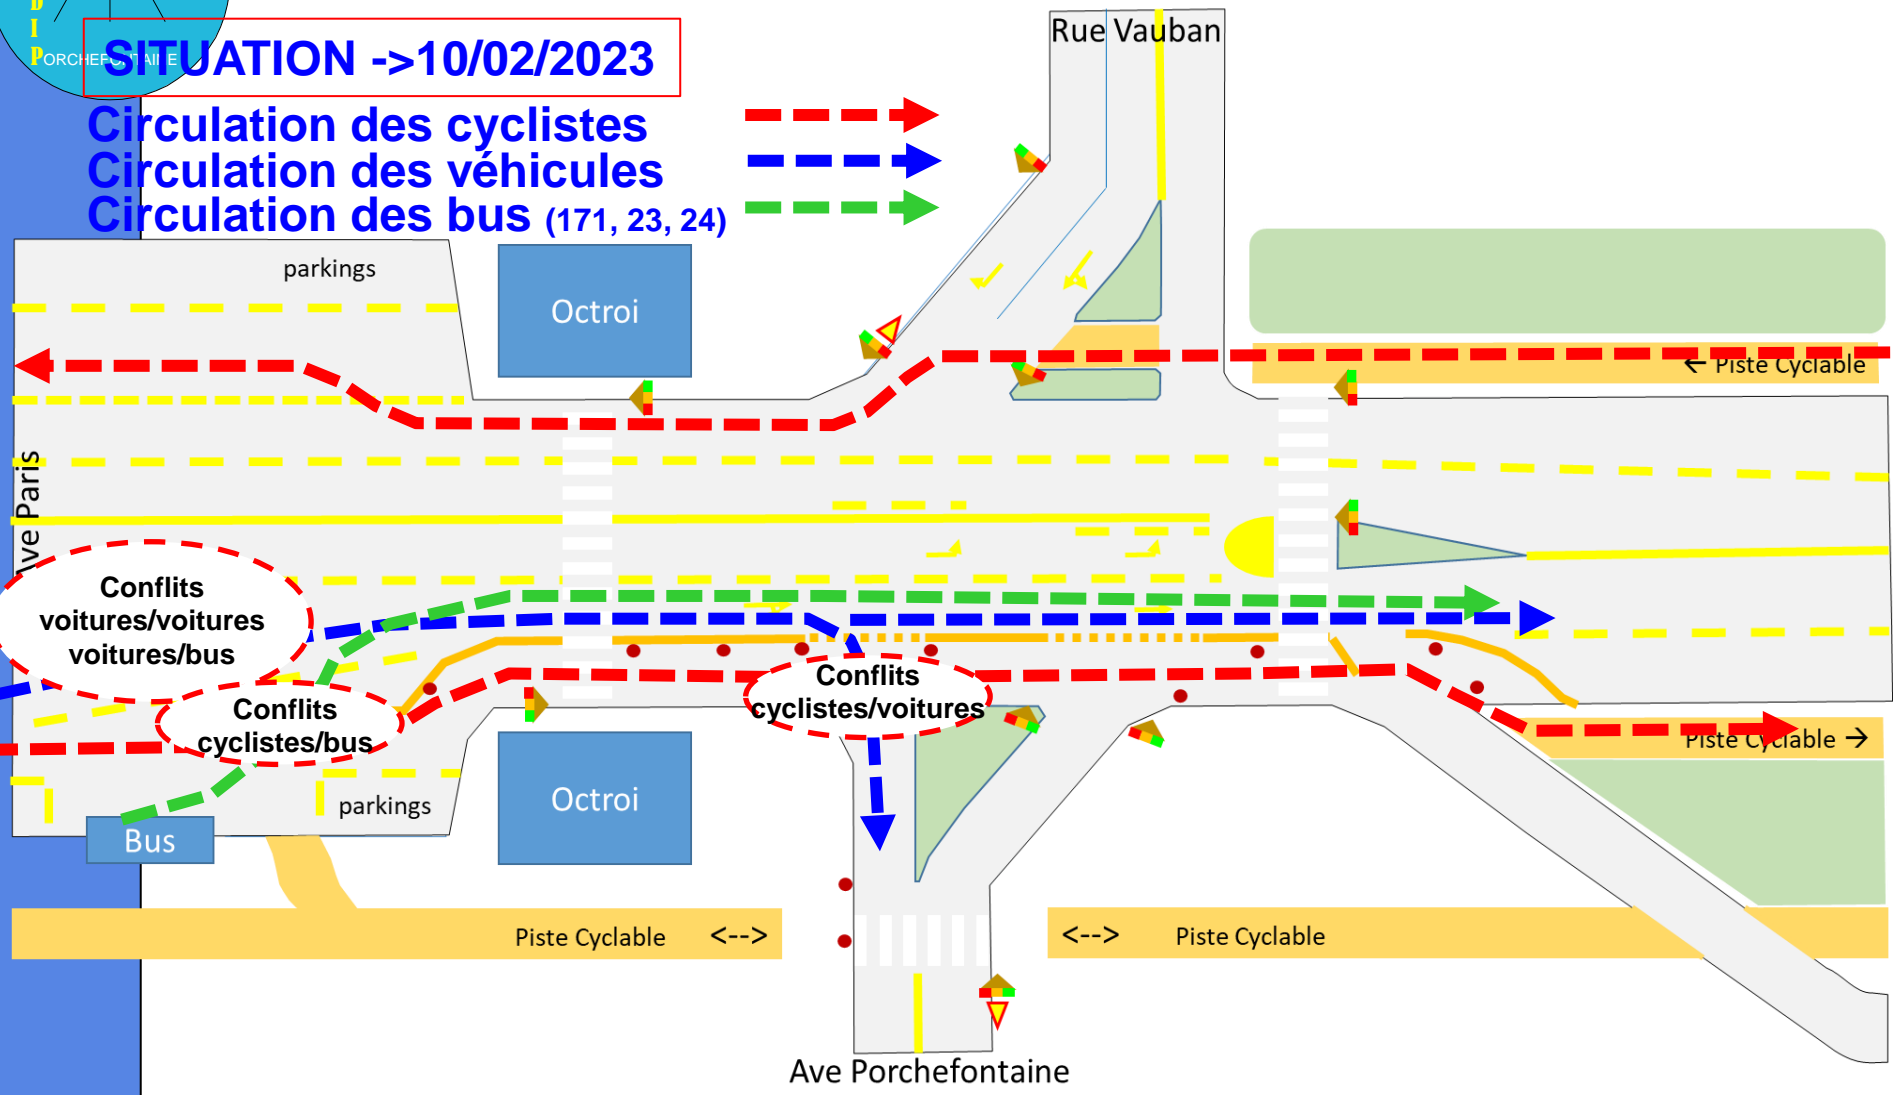 D
I
PORCHEFONTAINE
SITUATION ->10/02/2023
Circulation des cyclistes
Circulation des véhicules
Circulation des bus (171, 23, 24)
Rue Vauban
parkings
Octroi
← Piste Cyclable
Ave Paris
Conflits
voitures/voitures
voitures/bus
Conflits
cyclistes/bus
Conflits
cyclistes/voitures
Piste Cyclable →
parkings
Octroi
Bus
Piste Cyclable <-->
<--> Piste Cyclable
Ave Porchefontaine